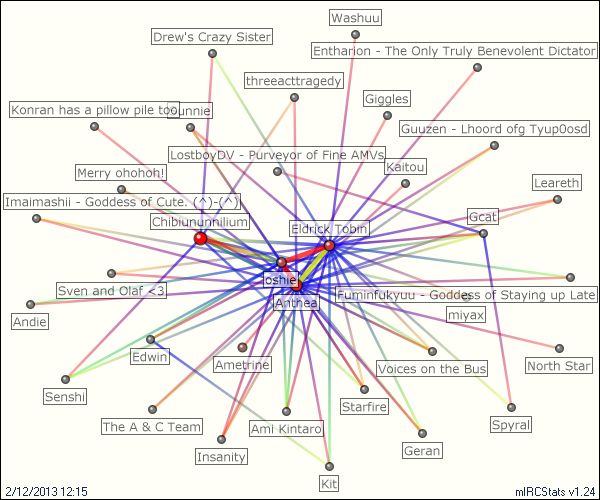 Washuu
Drew's Crazy Sister
Entharion - The Only Truly Benevolent Dictator
threeacttragedy
Giggles
Konran has a pillow pile too
ounnie
Guuzen - Lhoord ofg Tyup0osd
LostboyDV - Purveyor of Fine AMVs
Kaitou
Merry ohohoh!
Leareth
Imaimashii - Goddess of Cute. (^)-(^)
Gcat
Chibiununnilium
Eldrick Tobin
oshie
Sven and Olaf <3
Fuminfukyuu - Goddess of Staying up Late
Anthea
miyax
Andie
Edwin
Ametrine
Voices on the Bus
North Star
Senshi
Starfire
The A & C Team
Ami Kintaro
Spyral
Insanity
Geran
Kit
2/12/2013 12:15
mIRCStats v1.24